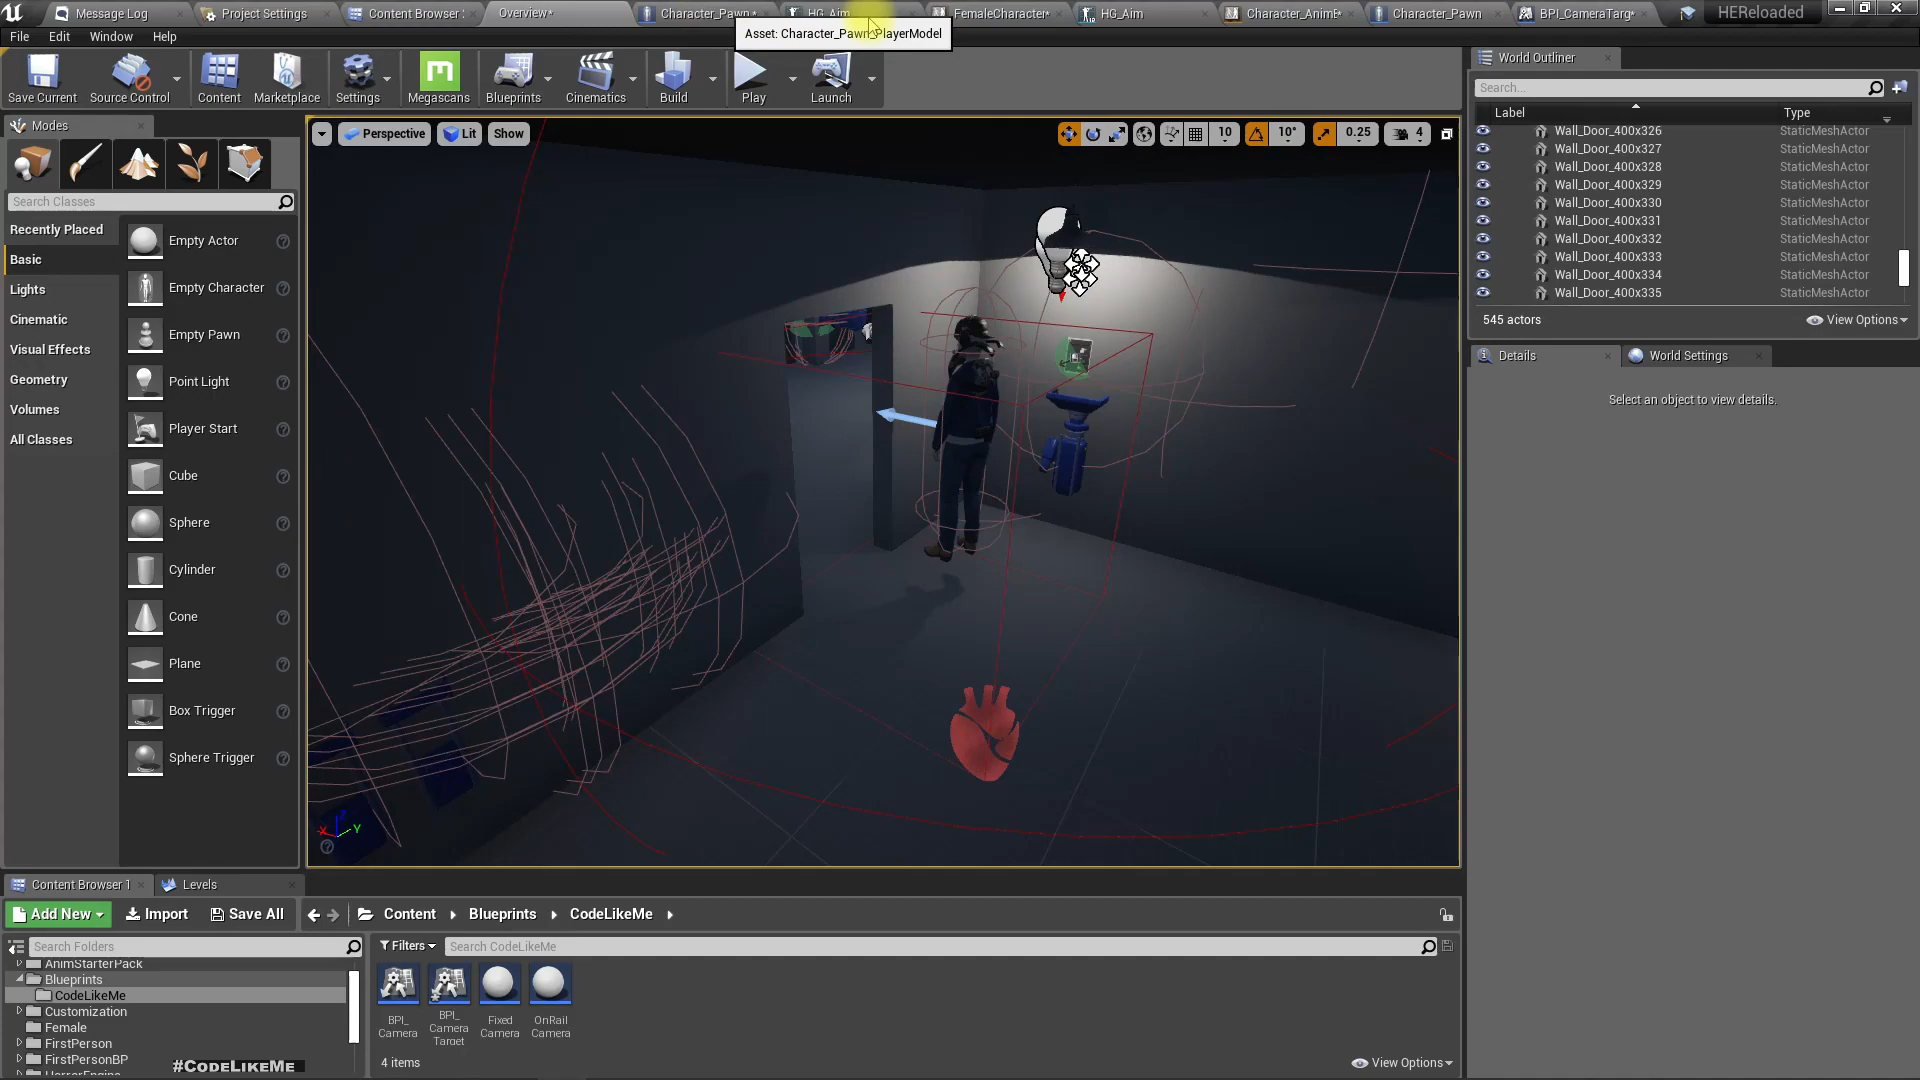 Message Log
Project Settings
Content Browser
Overview*
Character_Pawn*
HG_Aim
FemaleCharacter*
HG_Aim
Character_AnimB*
Character_Pawn
BPI_CameraTarg*
HEReloaded
Asset: Character_Pawn_PlayerModel
File
Edit
Window
Help
Save Current
Source Control
Content
Marketplace
Settings
Megascans
Blueprints
Cinematics
Build
Play
Launch
Modes
Search Classes
Recently Placed
Basic
Lights
Cinematic
Visual Effects
Geometry
Volumes
All Classes
Empty Actor
Empty Character
Empty Pawn
Point Light
Player Start
Cube
Sphere
Cylinder
Cone
Plane
Box Trigger
Sphere Trigger
Perspective
Lit
Show
10
10°
0.25
4
X
Y
Z
World Outliner
Search...
Label
Type
Wall_Door_400x326 StaticMeshActor
Wall_Door_400x327 StaticMeshActor
Wall_Door_400x328 StaticMeshActor
Wall_Door_400x329 StaticMeshActor
Wall_Door_400x330 StaticMeshActor
Wall_Door_400x331 StaticMeshActor
Wall_Door_400x332 StaticMeshActor
Wall_Door_400x333 StaticMeshActor
Wall_Door_400x334 StaticMeshActor
Wall_Door_400x335 StaticMeshActor
545 actors
View Options
Details
World Settings
Select an object to view details.
Content Browser 1
Levels
Add New
Import
Save All
Content
Blueprints
CodeLikeMe
Search Folders
Filters
Search CodeLikeMe
AnimStarterPack
Blueprints
CodeLikeMe
Customization
Female
FirstPerson
FirstPersonBP
#CodeLikeMe
BPI_
Camera
BPI_
Camera
Target
Fixed
Camera
OnRail
Camera
4 items
View Options